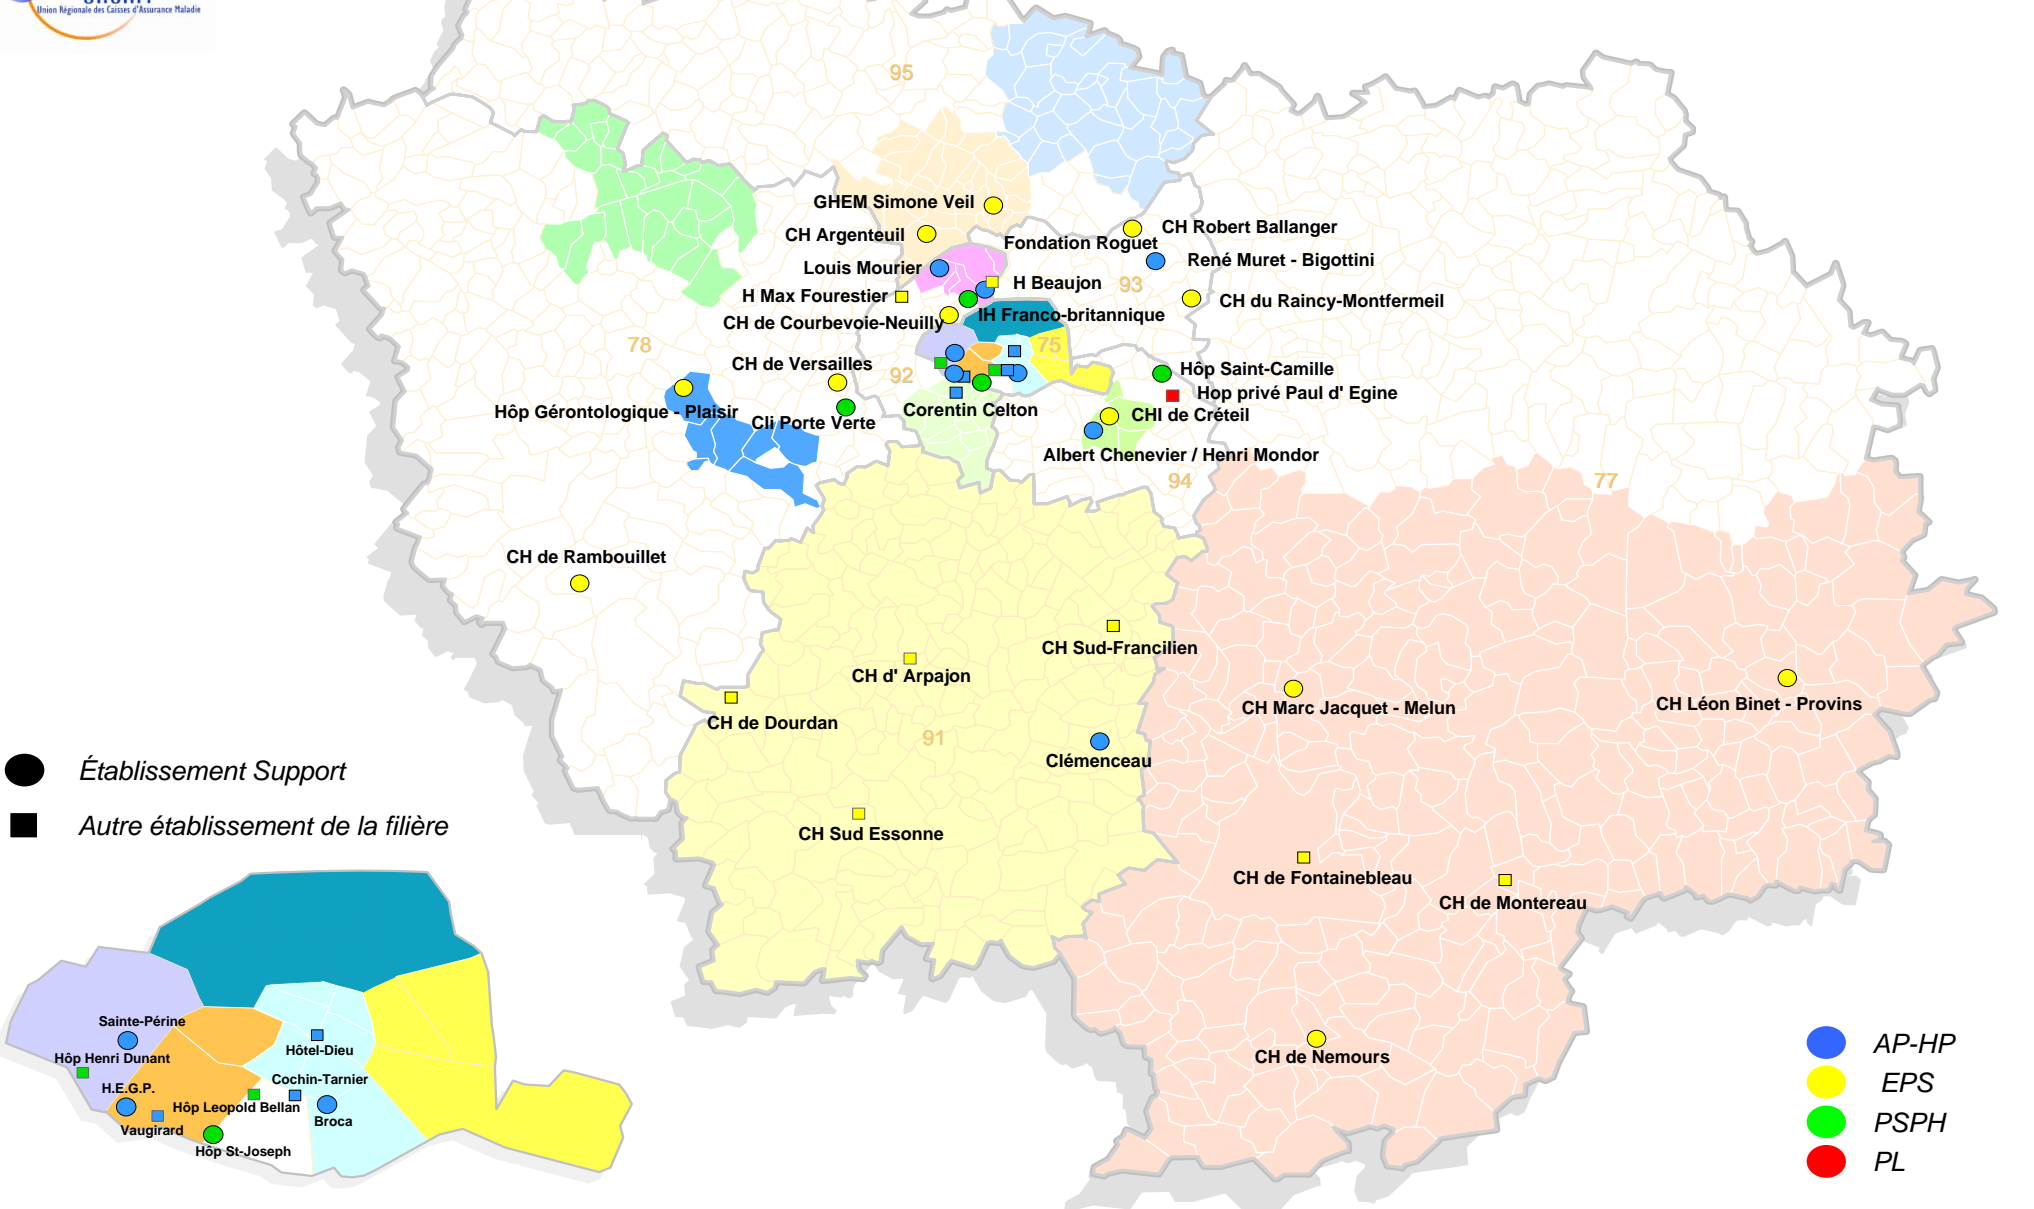 Union Régionale des Caisses d'Assurance Maladie
95
GHEM Simone Veil
CH Argenteuil
CH Robert Ballanger
Fondation Roguet
René Muret - Bigottini
Louis Mourier
H Beaujon
93
H Max Fourestier
CH du Raincy-Montfermeil
CH de Courbevoie-Neuilly
IH Franco-britannique
78
75
CH de Versailles
92
Hôp Saint-Camille
Hop privé Paul d' Egine
Hôp Gérontologique - Plaisir
Cli Porte Verte
Corentin Celton
CHI de Créteil
Albert Chenevier / Henri Mondor
94
77
CH de Rambouillet
CH Sud-Francilien
CH d' Arpajon
CH de Dourdan
CH Marc Jacquet - Melun
CH Léon Binet - Provins
91
Clémenceau
CH Sud Essonne
CH de Fontainebleau
CH de Montereau
CH de Nemours
Établissement Support
Autre établissement de la filière
Sainte-Périne
Hôp Henri Dunant
Hôtel-Dieu
H.E.G.P.
Cochin-Tarnier
Hôp Leopold Bellan
Vaugirard
Broca
Hôp St-Joseph
AP-HP
EPS
PSPH
PL